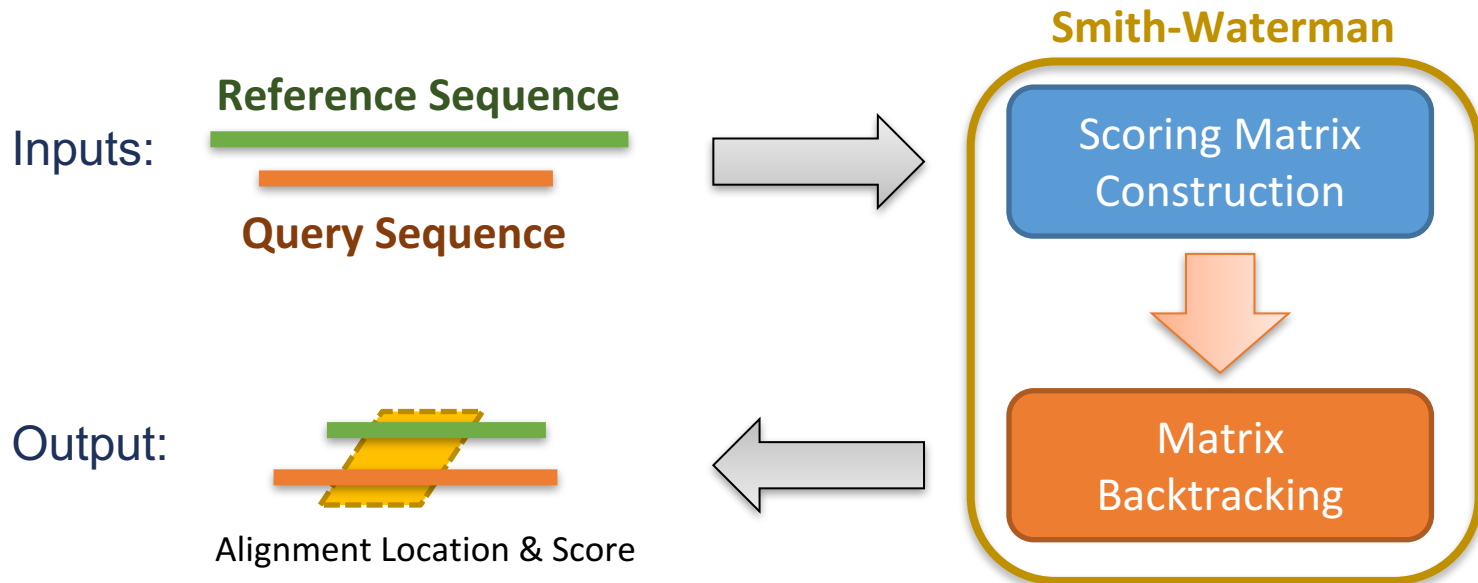 Smith-Waterman
Inputs:
Reference Sequence
Query Sequence
Scoring Matrix
Construction
Matrix
Backtracking
Output:
Alignment Location & Score